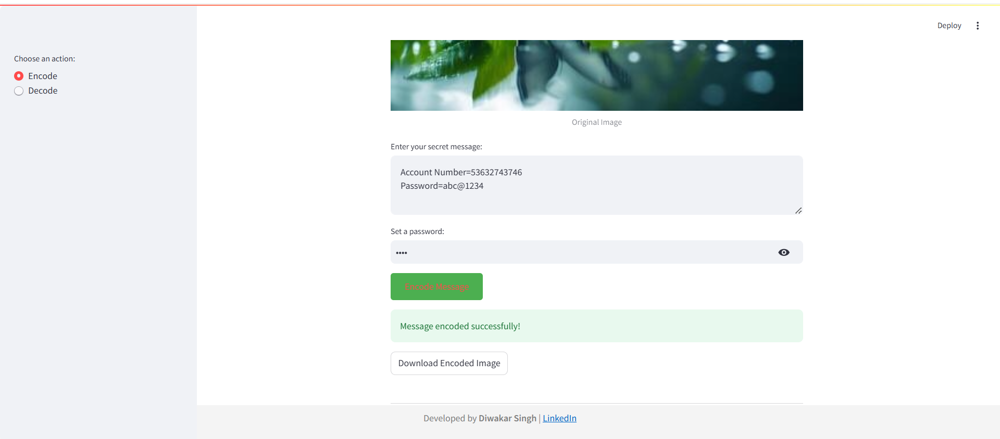 Deploy
Choose an action:
Encode
Decode
Original Image
Enter your secret message:
Account Number=53632743746
Password=abc@1234
Set a password:
••••
Encode Message
Message encoded successfully!
Download Encoded Image
Developed by Diwakar Singh | LinkedIn